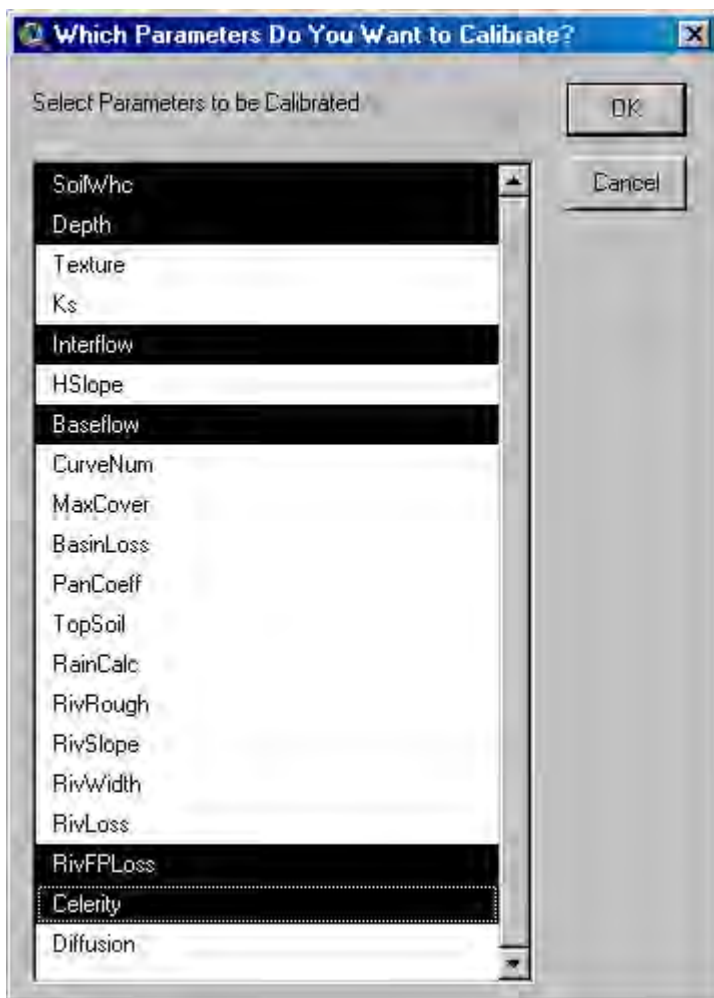 Which Parameters Do You Want to Calibrate?
Select Parameters to be Calibrated
OK
Cancel
SoilWhc
Depth
Texture
Ks
Interflow
HSlope
Baseflow
CurveNum
MaxCover
BasinLoss
PanCoeff
TopSoil
RainCalc
RivRough
RivSlope
RivWidth
RivLoss
RivFPLoss
Celerity
Diffusion